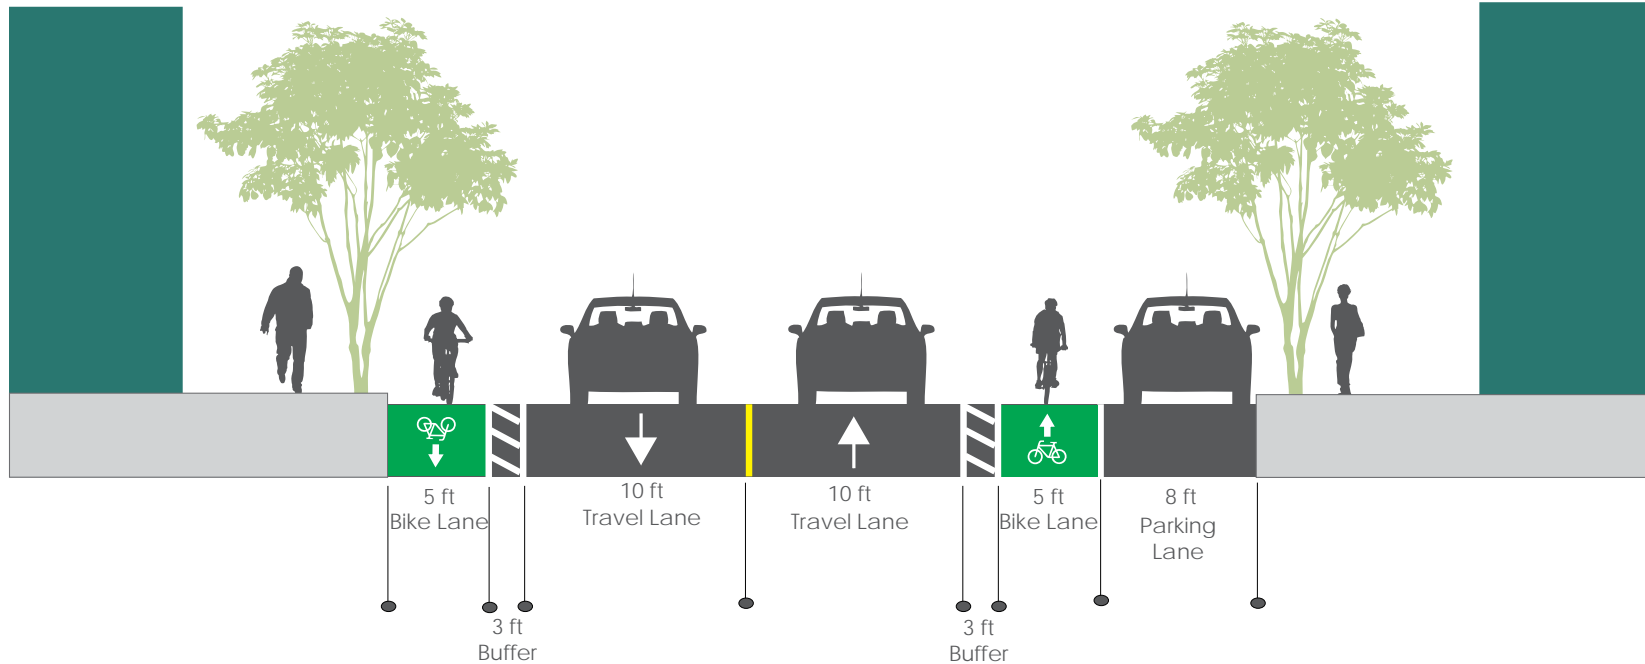 5 ft
Bike Lane
3 ft
Buffer
10 ft
Travel Lane
10 ft
Travel Lane
3 ft
Buffer
5 ft
Bike Lane
8 ft
Parking
Lane